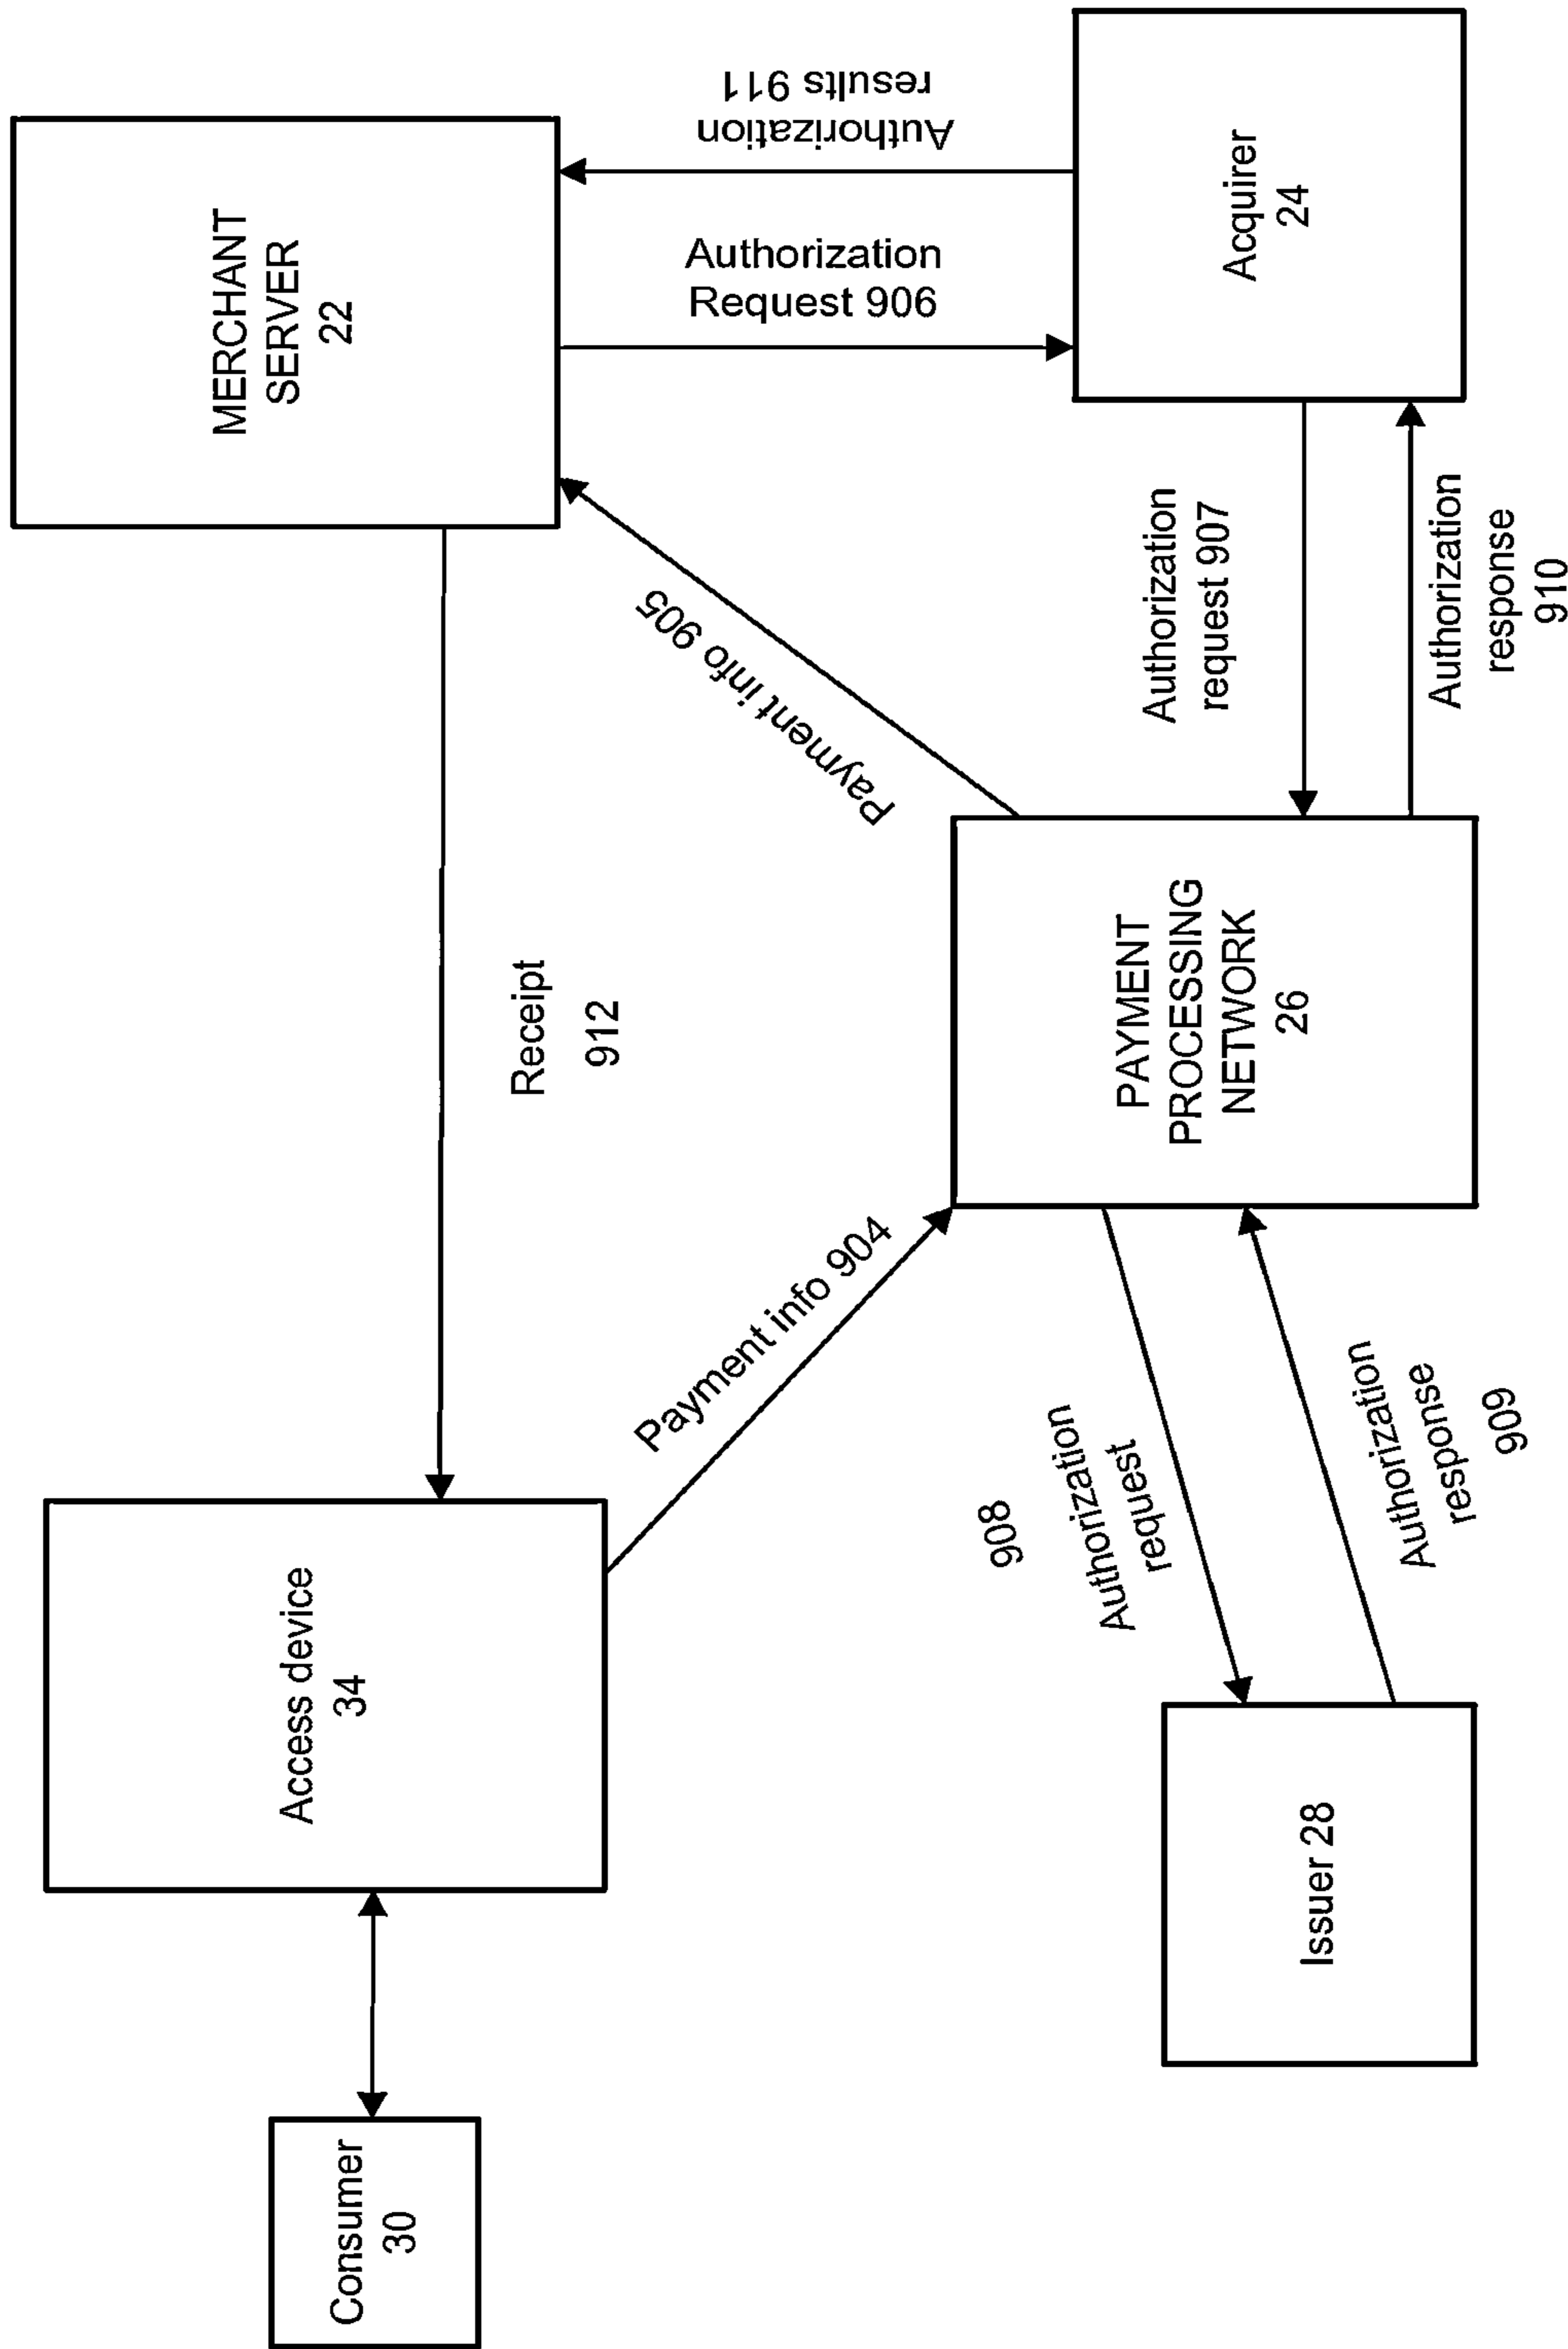 Consumer
30
Access device
34
Receipt
912
MERCHANT
SERVER
22
Payment info 904
Payment info 905
Authorization
Request 906
Authorization
results 911
PAYMENT
PROCESSING
NETWORK
26
Authorization
request 907
Authorization
response
910
Acquirer
24
908
Authorization
request
Authorization
response
909
Issuer 28